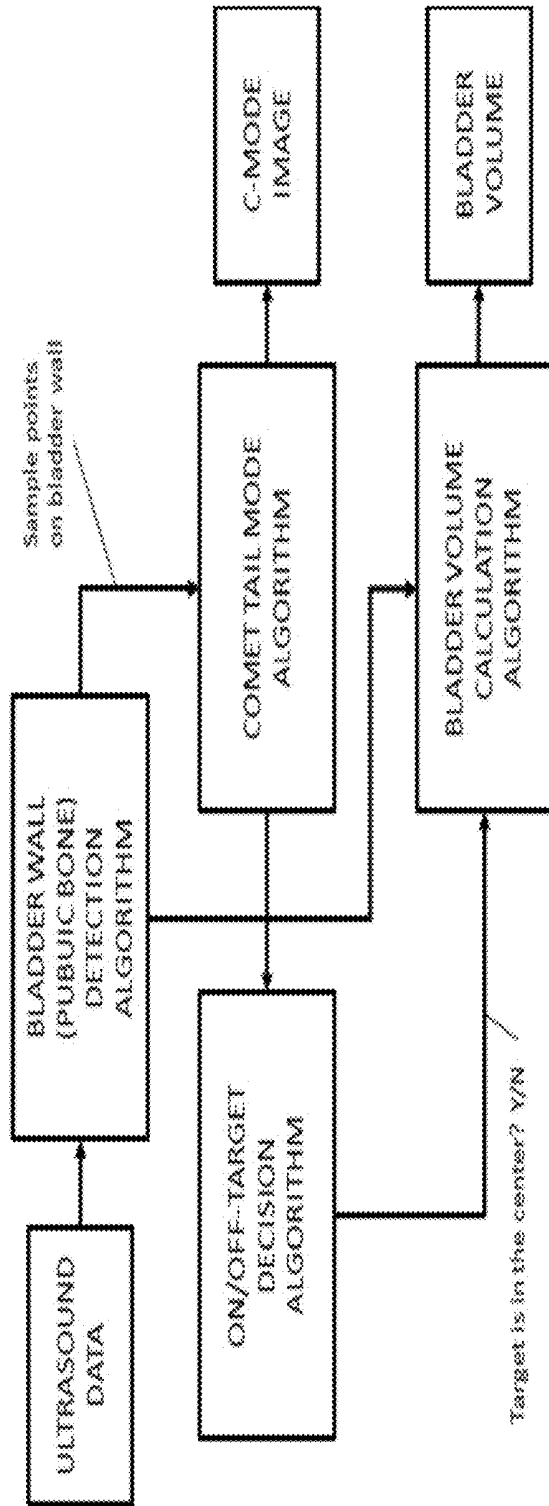 ULTRASOUND
DATA
BLADDER WALL
(PUBUIC BONE)
DETECTION
ALGORITHM
Sample points
on bladder wall
ON/OFF-TARGET
DECISION
ALGORITHM
COMET TAIL MODE
ALGORITHM
C-MODE
IMAGE
Target is in the center? Y/N
BLADDER VOLUME
CALCULATION
ALGORITHM
BLADDER
VOLUME